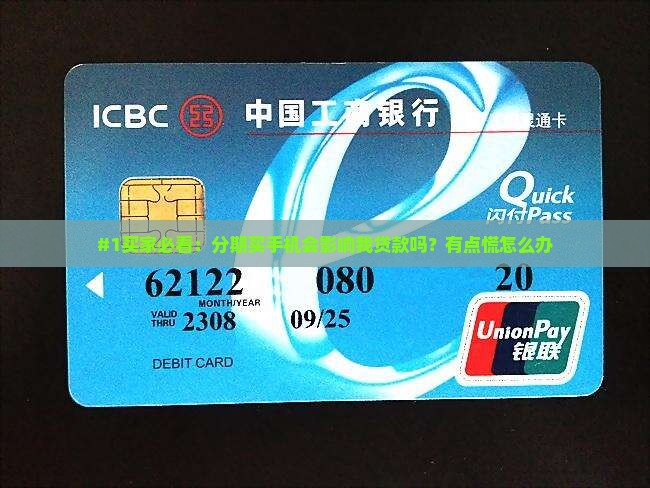 ICBC 中国工商银行
通卡
Quick
闪付Pass
#1买家必看：分期买手机会影响我贷款吗？有点慌怎么办
62122 080 20
MONTH/YEAR
VALID
THRU 2308 09/25
DEBIT CARD
UnionPay
银联